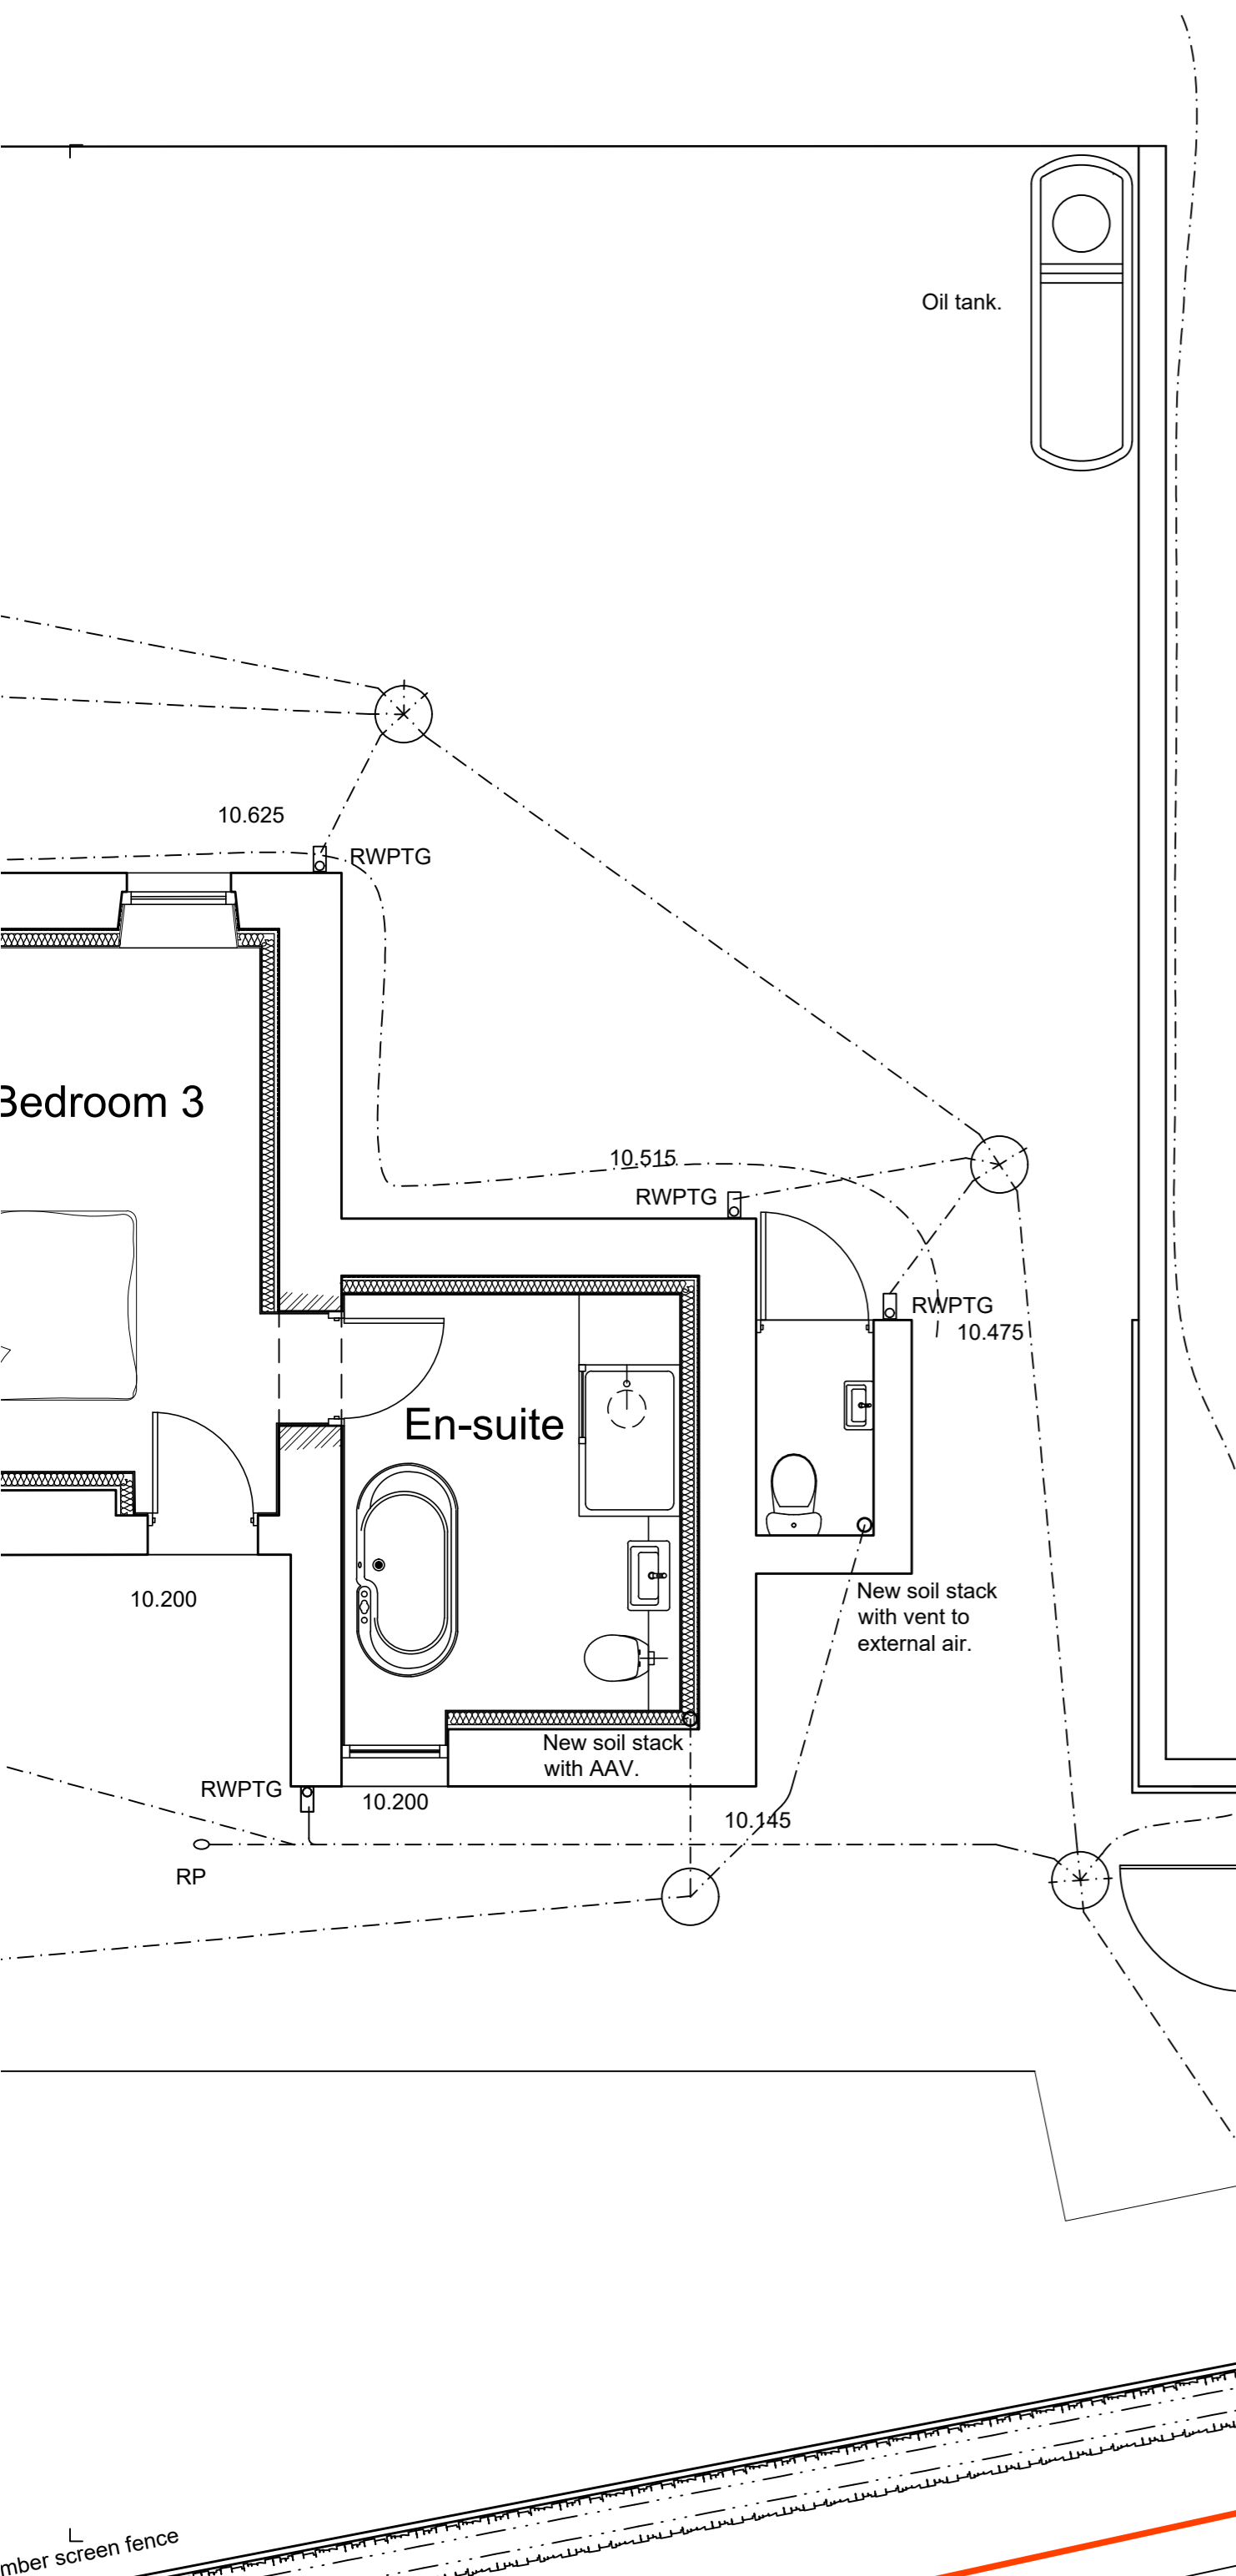 Oil tank.
10.625
RWPTG
Bedroom 3
10.515
RWPTG
RWPTG
10.475
En-suite
10.200
New soil stack
with vent to
external air.
New soil stack
with AAV.
RWPTG
10.200
10.145
RP
mber screen fence